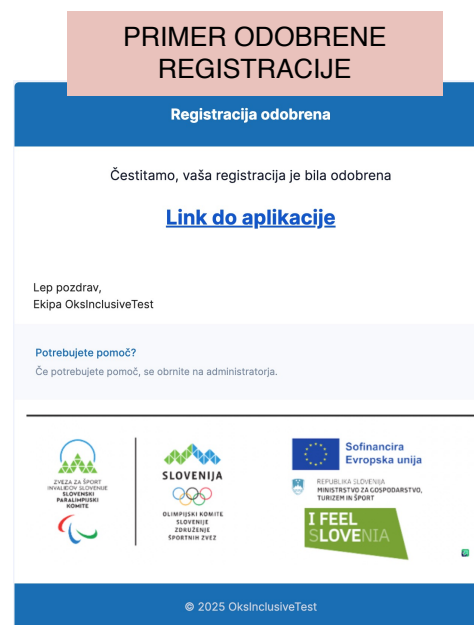 PRIMER ODOBRENE
REGISTRACIJE
Registracija odobrena
Čestitamo, vaša registracija je bila odobrena
Link do aplikacije
Lep pozdrav,
Ekipa OksInclusiveTest
Potrebujete pomoč?
Če potrebujete pomoč, se obrnite na administratorja.
ZVEZA ZA ŠPORT
INVALIDOV SLOVENIJE
SLOVENSKI
PARALIMPIJSKI
KOMITE
SLOVENIJA
OLIMPIJSKI KOMITE
SLOVENIJE
ZDRUŽENJE
ŠPORTNIH ZVEZ
Sofinancira
Evropska unija
REPUBLIKA SLOVENIJA
MINISTRSTVO ZA GOSPODARSTVO,
TURIZEM IN ŠPORT
I FEEL
SLOVENIA
© 2025 OksInclusiveTest